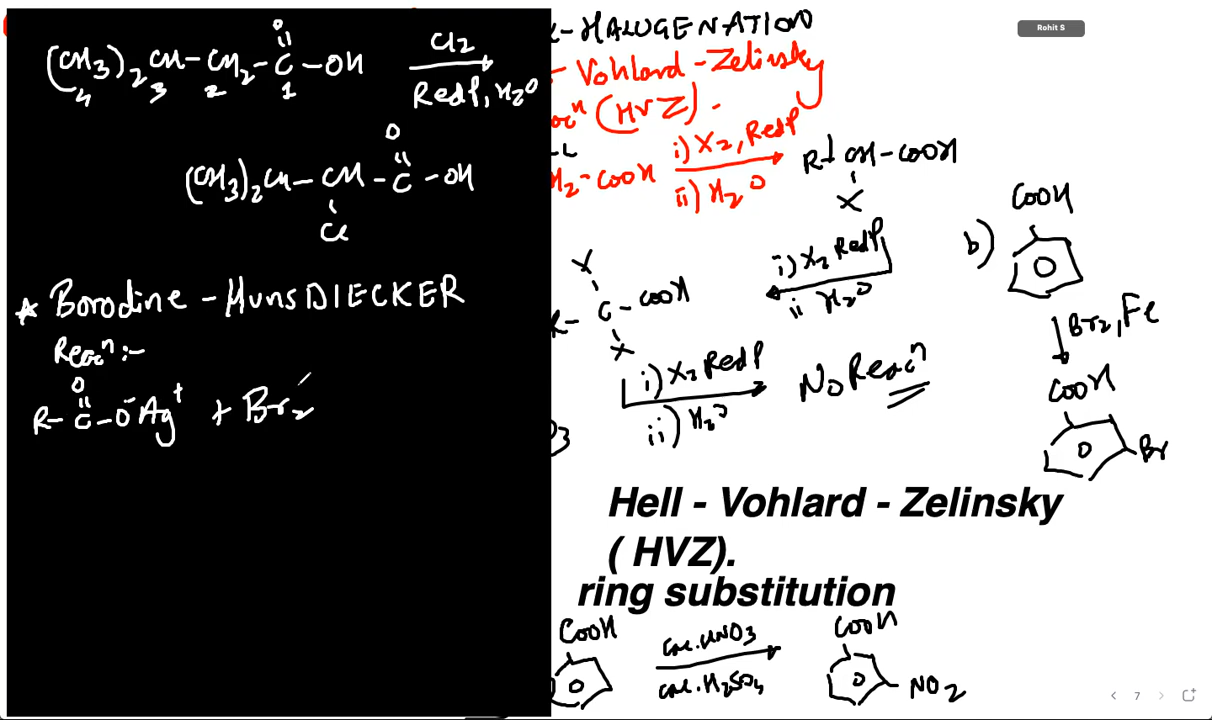 (CH3)2CH-CH2-C-OH
O
4 3 2 1
Cl2
Red P, H2O
O
(CH3)2CH-CH-C-OH
Cl
* Borodine - HunsDIECKER
Reacⁿ:-
O
R-C-O⁻Ag⁺ + Br2
α-HALOGENATION
- Vohlard-Zelinsky
Reacⁿ (HVZ).
H2-COOH
i) X2, Red P
ii) H2O
R-CH-COOH
X
i) X2 Red P
ii H2O
X
R-C-COOH
X
i) X2 Red P
ii) H2O
No Reacⁿ
b)
COOH
Br2, Fe
COOH
Br
Hell - Vohlard - Zelinsky
( HVZ).
ring substitution
COOH
Conc.HNO3
Conc.H2SO4
COOH
NO2
Rohit S
7